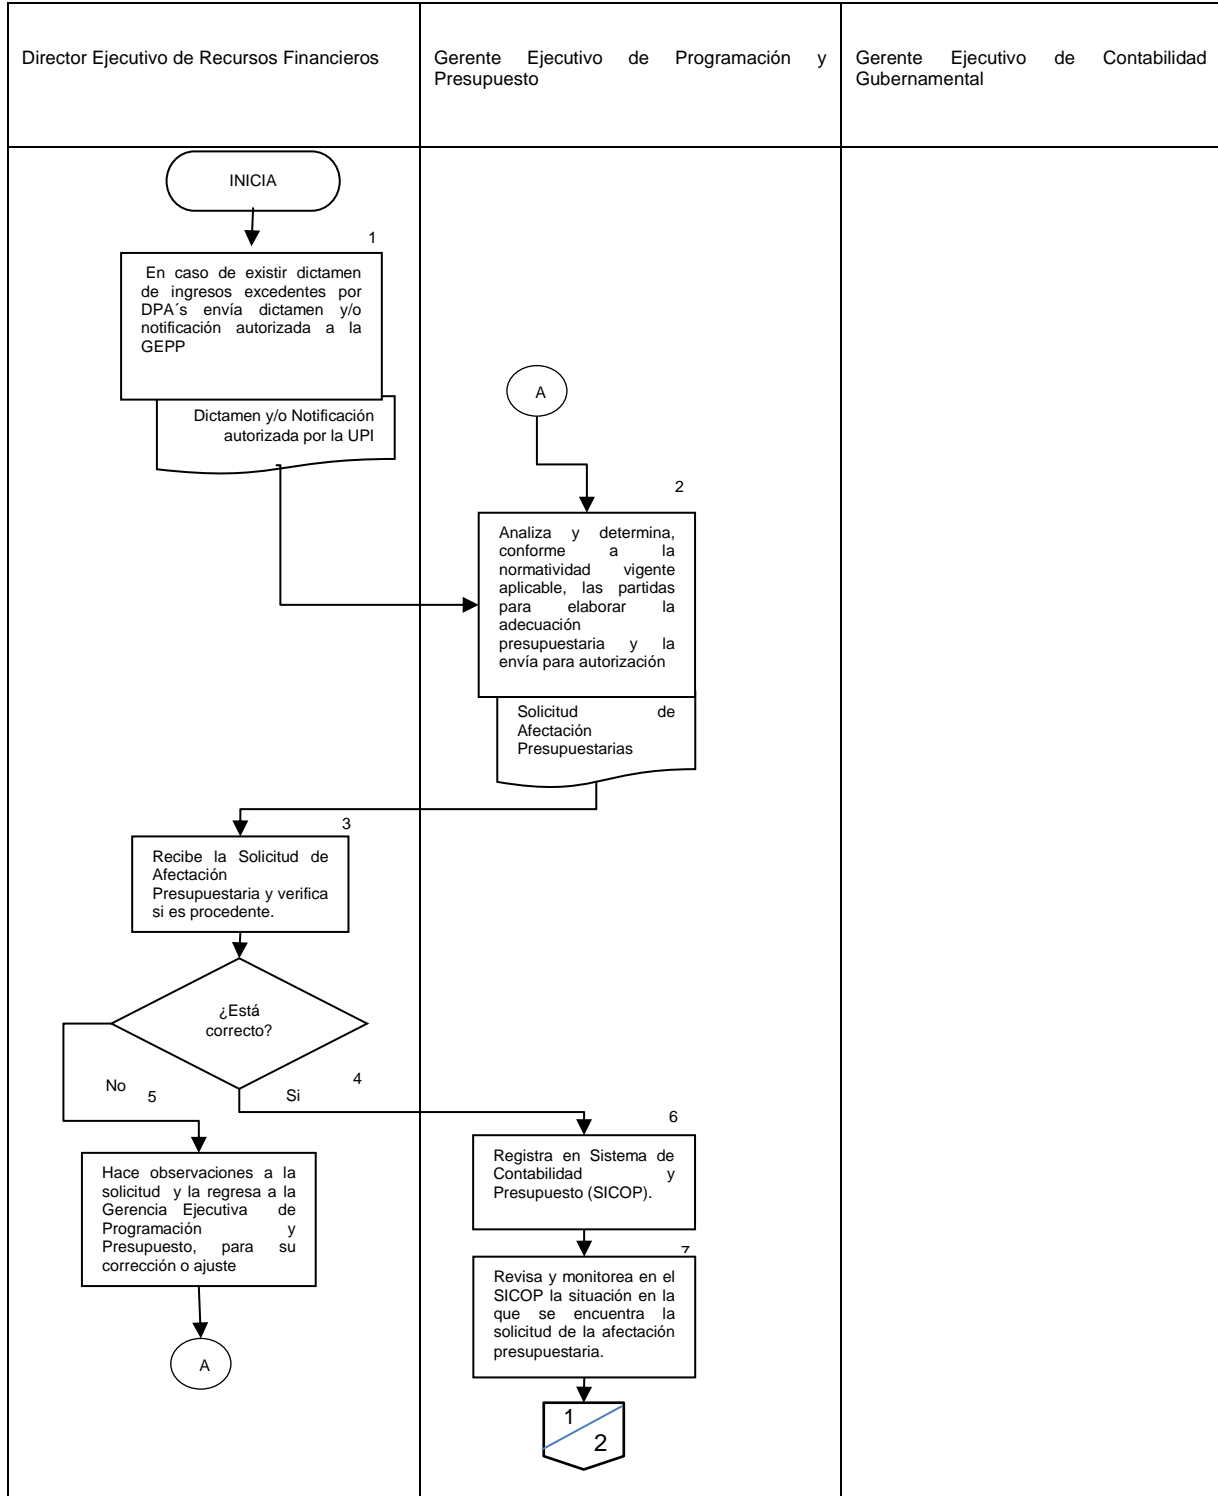 Director Ejecutivo de Recursos Financieros
Gerente Ejecutivo de Programación y
Presupuesto
Gerente Ejecutivo de Contabilidad
Gubernamental
INICIA
1
En caso de existir dictamen
de ingresos excedentes por
DPA´s envía dictamen y/o
notificación autorizada a la
GEPP
Dictamen y/o Notificación
autorizada por la UPI
A
2
Analiza y determina,
conforme a la
normatividad vigente
aplicable, las partidas
para elaborar la
adecuación
presupuestaria y la
envía para autorización
Solicitud de
Afectación
Presupuestarias
3
Recibe la Solicitud de
Afectación
Presupuestaria y verifica
si es procedente.
¿Está
correcto?
4
No
5
Si
Hace observaciones a la
solicitud y la regresa a la
Gerencia Ejecutiva de
Programación y
Presupuesto, para su
corrección o ajuste
A
6
Registra en Sistema de
Contabilidad y
Presupuesto (SICOP).
7
Revisa y monitorea en el
SICOP la situación en la
que se encuentra la
solicitud de la afectación
presupuestaria.
1
2